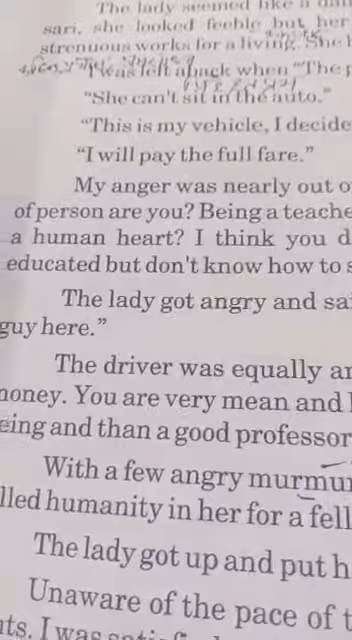 The lady seemed like a
sari, she looked feeble but her
strenuous works for a living. She
I was left aback when "The
"She can't sit in the auto."
"This is my vehicle, I decide
"I will pay the full fare."
My anger was nearly out o
of person are you? Being a teache
a human heart? I think you d
educated but don't know how to s
The lady got angry and sai
guy here."
The driver was equally an
money. You are very mean and
eing and than a good professor
With a few angry murmu
lled humanity in her for a fell
The lady got up and put h
Unaware of the pace of t
nts. I was